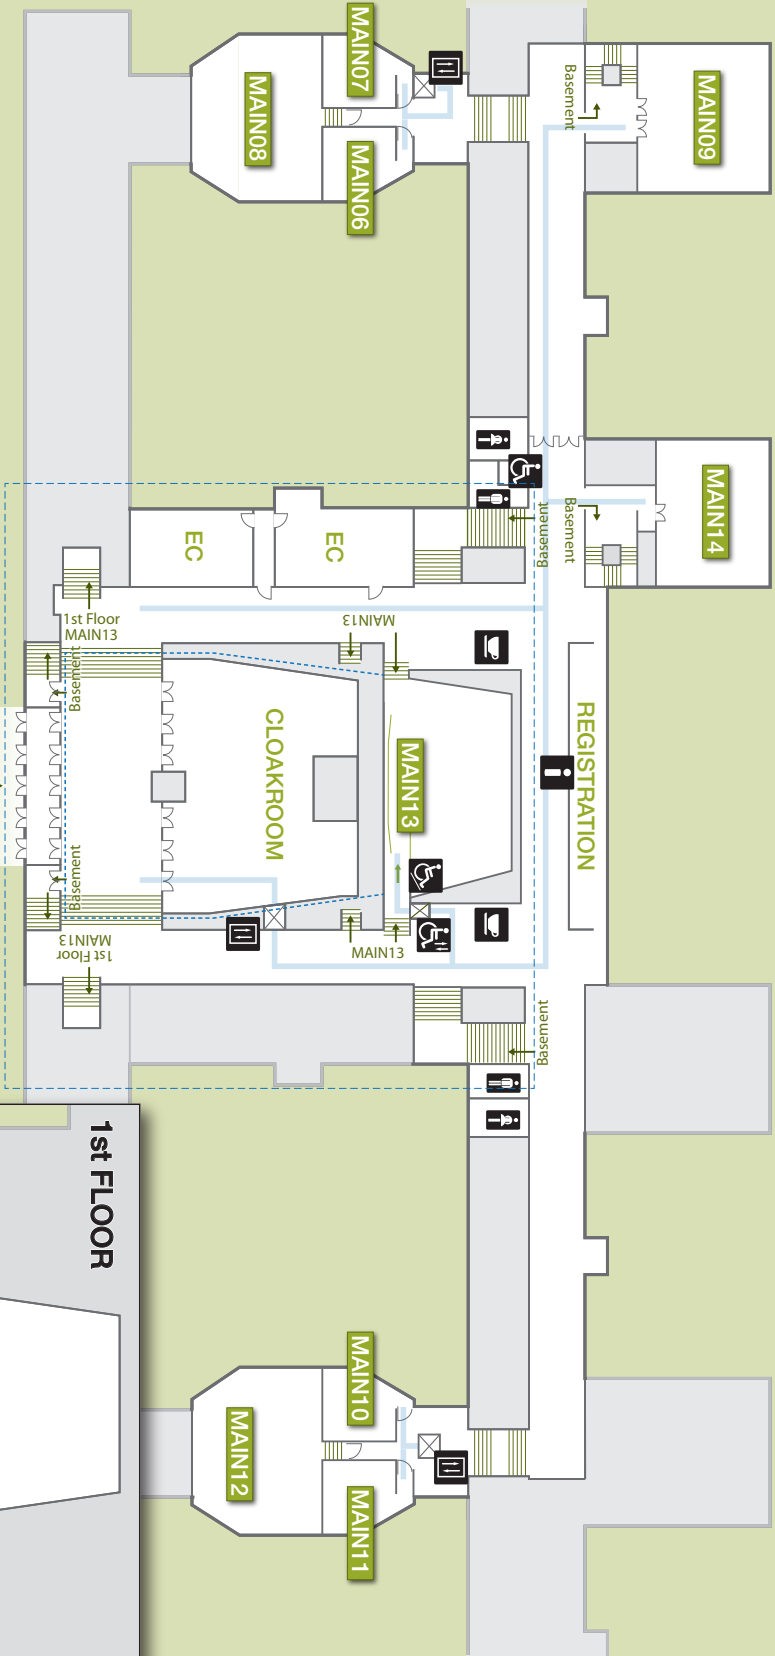 MAIN07
MAIN08
MAIN06
MAIN09
Basement
MAIN14
Basement
Basement
EC
EC
1st Floor
MAIN13
MAIN13
Basement
CLOAKROOM
MAIN13
REGISTRATION
Basement
1st Floor
MAIN13
MAIN13
Basement
1st FLOOR
MAIN10
MAIN12
MAIN11